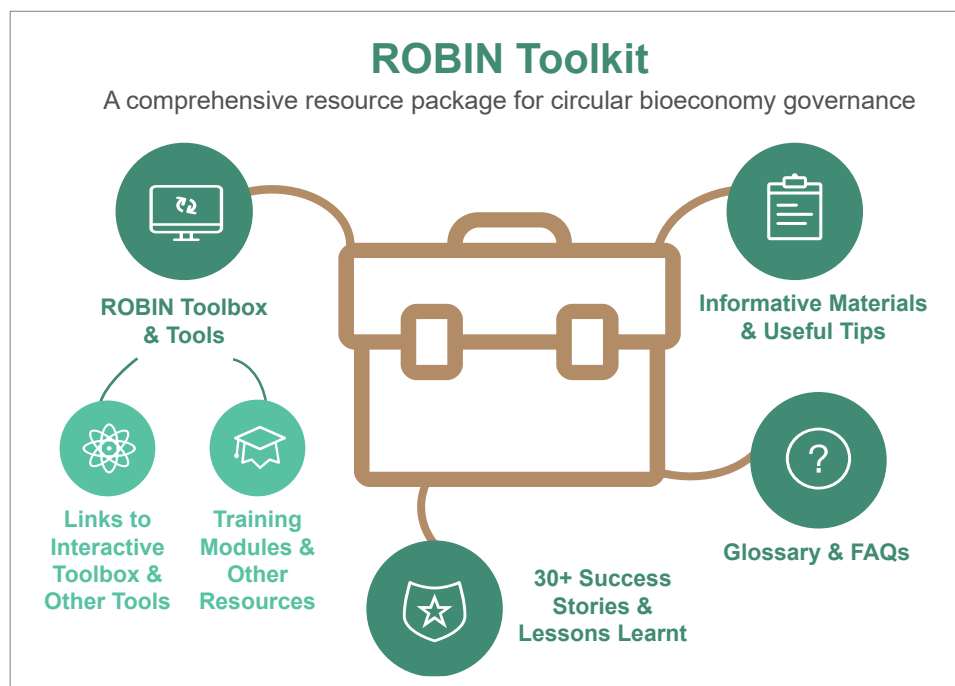 ROBIN Toolkit
A comprehensive resource package for circular bioeconomy governance
ROBIN Toolbox
& Tools
Links to
Interactive
Toolbox &
Other Tools
Training
Modules &
Other
Resources
30+ Success
Stories &
Lessons Learnt
Informative Materials
& Useful Tips
?
Glossary & FAQs